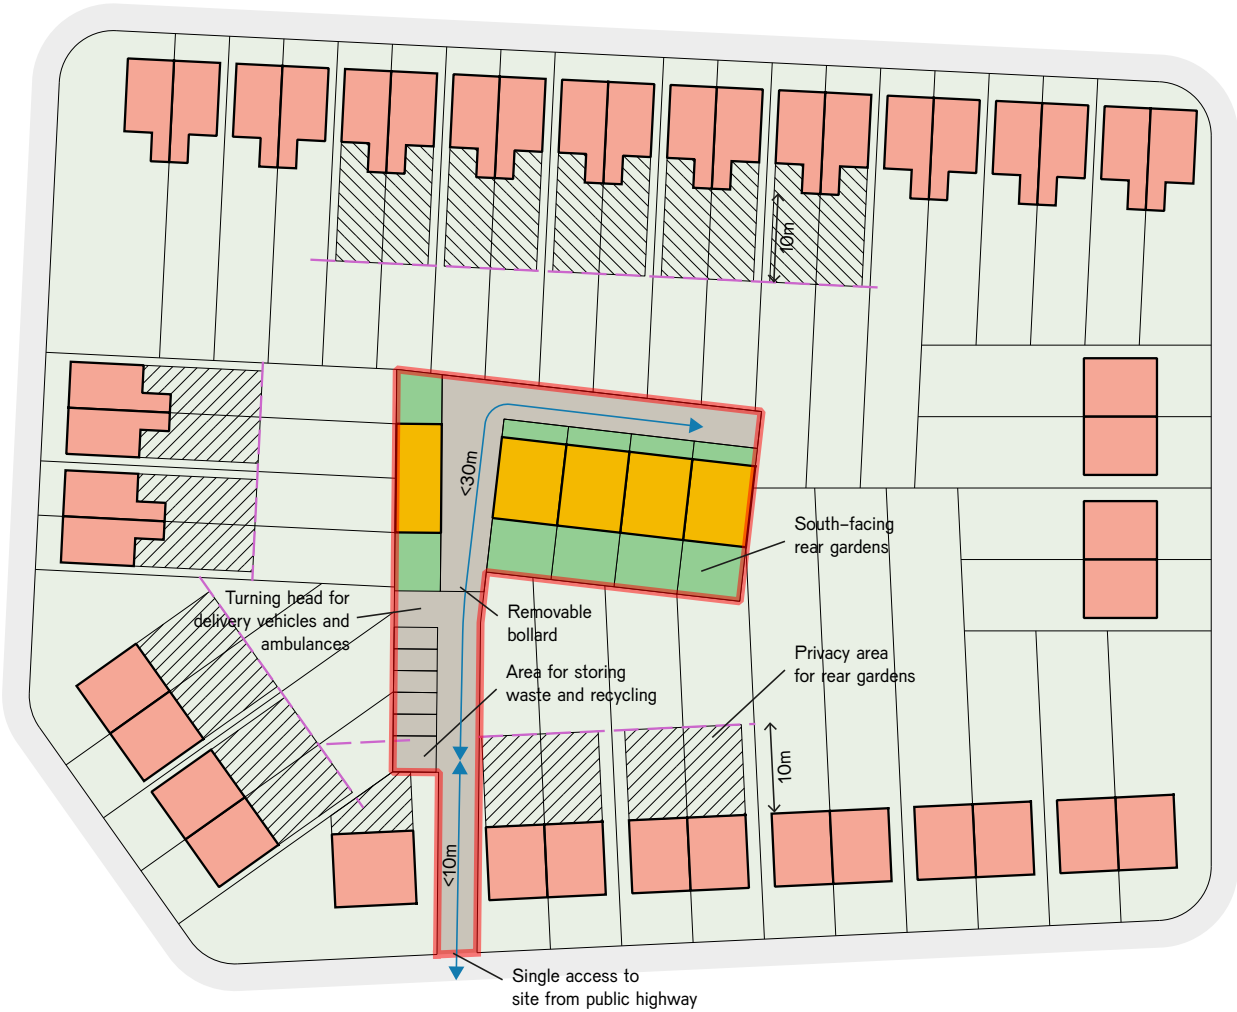 10m
<30m
South-facing
rear gardens
Turning head for
delivery vehicles and
ambulances
Removable
bollard
Area for storing
waste and recycling
Privacy area
for rear gardens
10m
<10m
Single access to
site from public highway